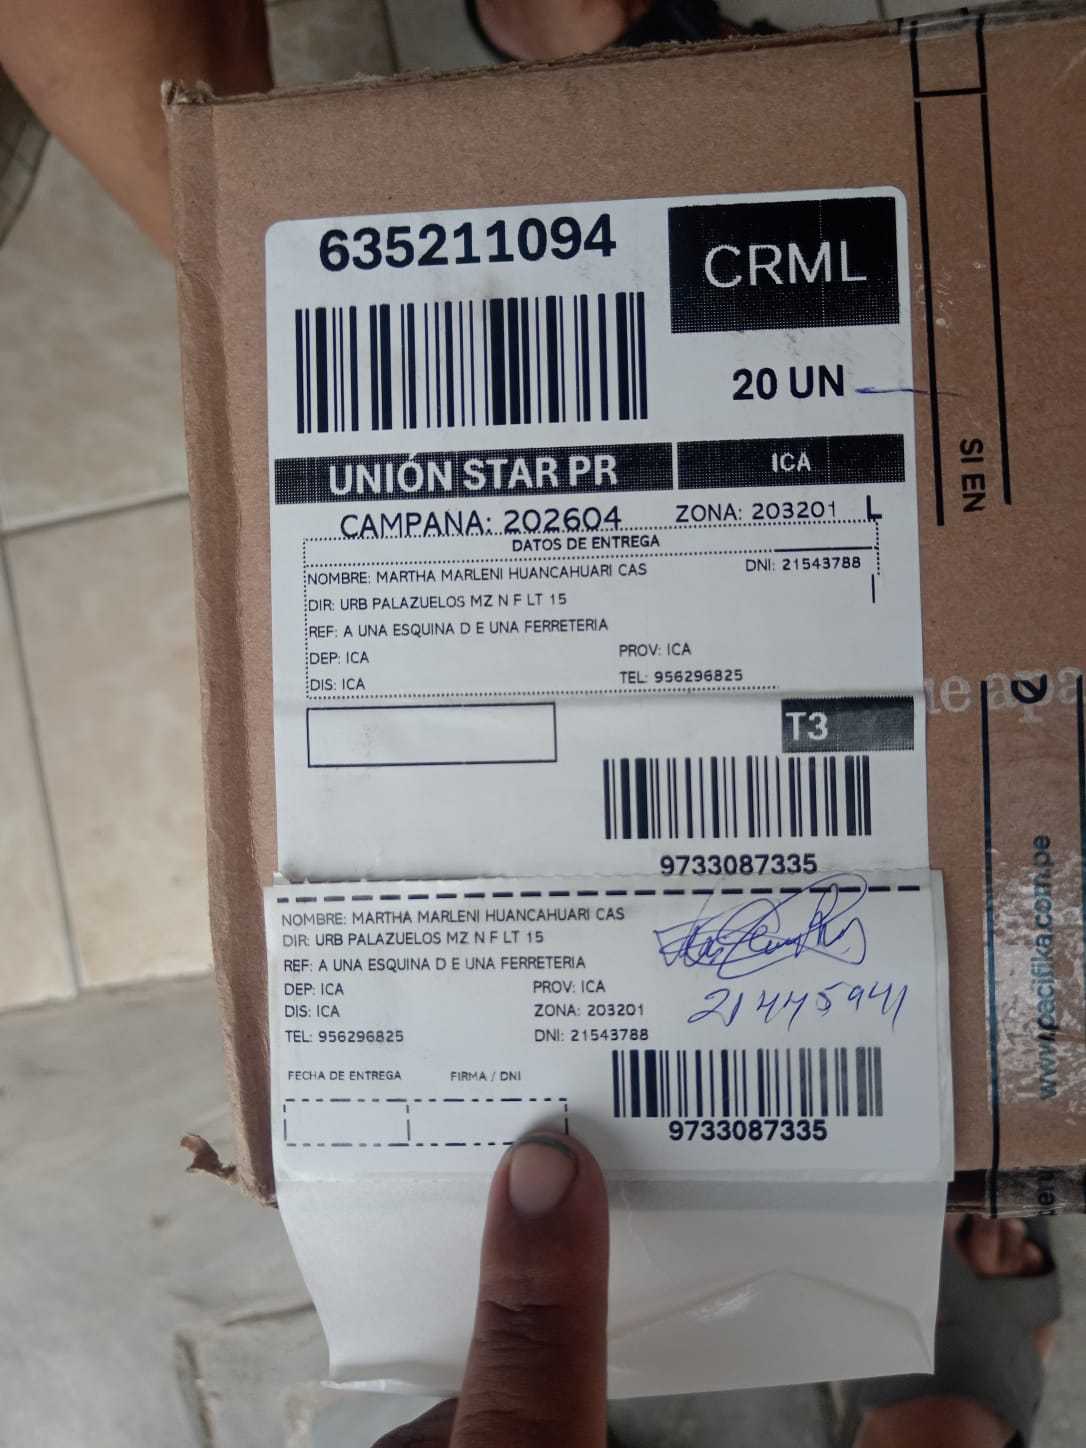 635211094
CRML
20 UN
UNIÓN STAR PR
ICA
CAMPAÑA: 202604
ZONA: 203201
L
DATOS DE ENTREGA
NOMBRE: MARTHA MARLENI HUANCAHUARI CAS
DNI: 21543788
DIR: URB PALAZUELOS MZ N F LT 15
REF: A UNA ESQUINA D E UNA FERRETERIA
DEP: ICA
PROV: ICA
DIS: ICA
TEL: 956296825
T3
9733087335
NOMBRE: MARTHA MARLENI HUANCAHUARI CAS
DIR: URB PALAZUELOS MZ N F LT 15
REF: A UNA ESQUINA D E UNA FERRETERIA
DEP: ICA
PROV: ICA
DIS: ICA
ZONA: 203201
TEL: 956296825
DNI: 21543788
21445941
FECHA DE ENTREGA
FIRMA / DNI
9733087335
SI EN
www.pacifika.com.pe